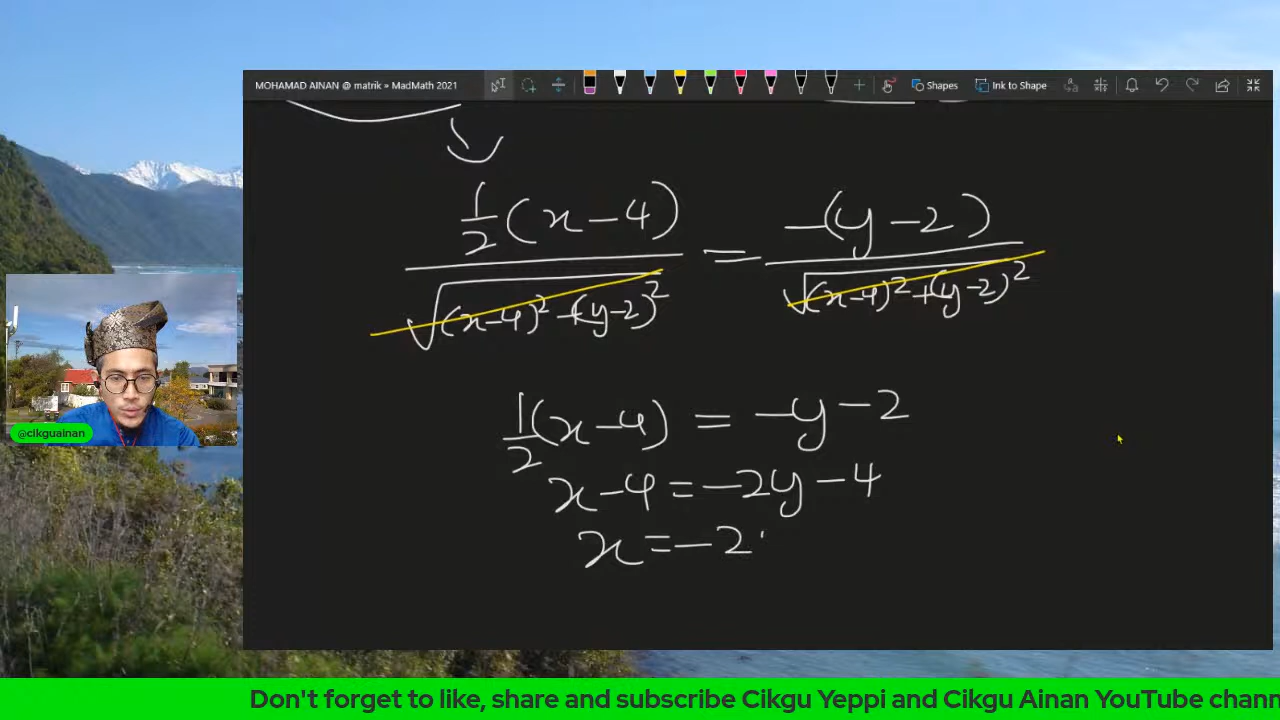 MOHAMAD AINAN @ matrik » MadMath 2021
Shapes
Ink to Shape
½(x-4) / √((x-4)²+(y-2)²) = -(y-2) / √((x-4)²+(y-2)²)
½(x-4) = -y-2
x-4 = -2y-4
x = -2
@cikguainan
Don't forget to like, share and subscribe Cikgu Yeppi and Cikgu Ainan YouTube chann